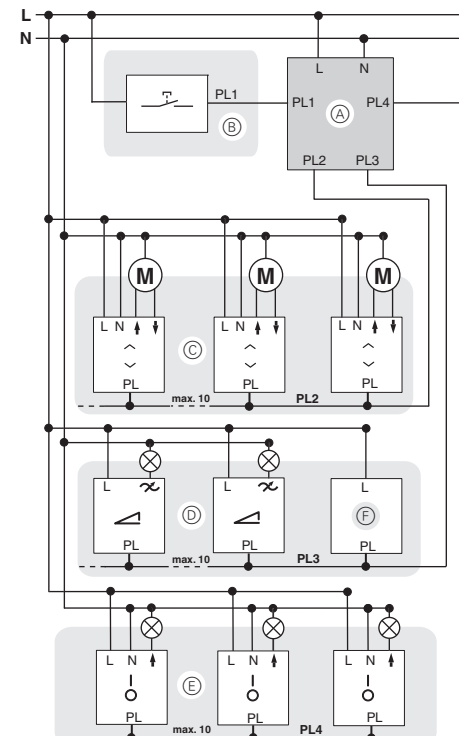 L
N
L N
PL1 PL1 A PL4
B
PL2 PL3
M M M
L N L N L N
C
PL PL PL
max. 10 PL2
L L L
D F
PL PL PL
max. 10 PL3
L N L N L N
E
PL PL PL
max. 10 PL4